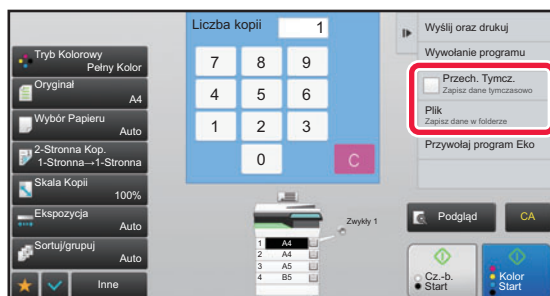 Liczba kopii
1
Tryb Kolorowy
Pełny Kolor
Oryginał
A4
Wybór Papieru
Auto
2-Stronna Kop.
1-Stronna→1-Stronna
Skala Kopii
100%
Ekspozycja
Auto
Sortuj/grupuj
Auto
Inne
7 8 9
4 5 6
1 2 3
0 C
1 A4
2 A4
3 A5
4 B5
Zwykły 1
Wyślij oraz drukuj
Wywołanie programu
Przech. Tymcz.
Zapisz dane tymczasowo
Plik
Zapisz dane w folderze
Przywołaj program Eko
Podgląd
CA
Cz.-b.
Start
Kolor
Start